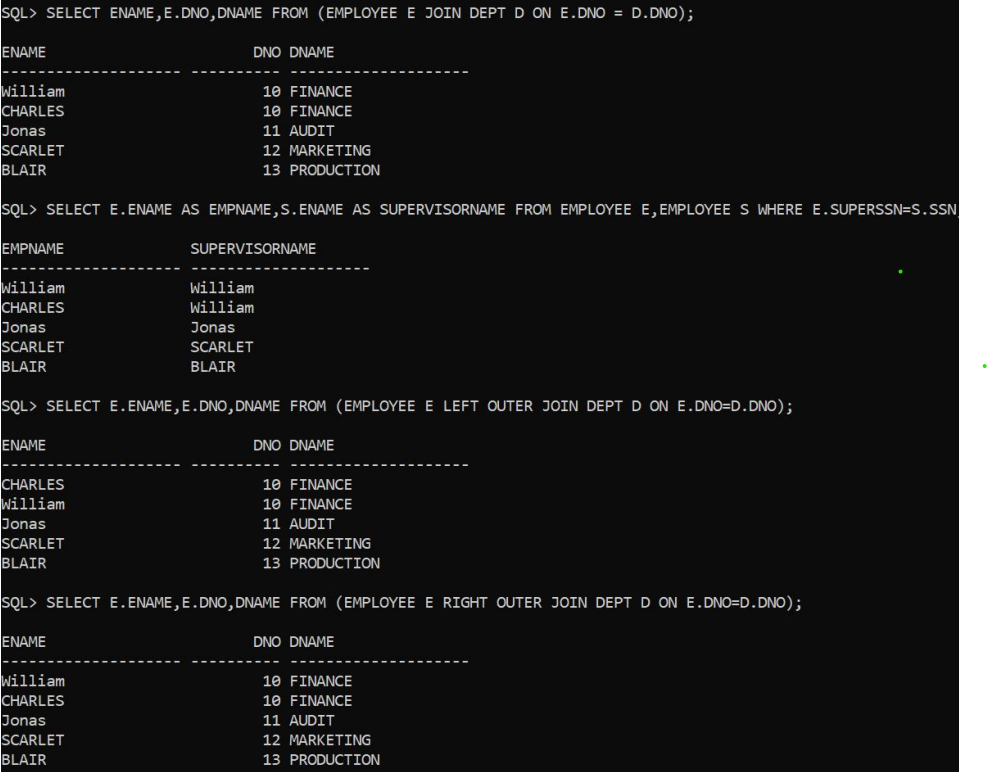 SQL> SELECT ENAME,E.DNO,DNAME FROM (EMPLOYEE E JOIN DEPT D ON E.DNO = D.DNO);
ENAME                       DNO DNAME
-------------------- ---------- --------------------
William                      10 FINANCE
CHARLES                      10 FINANCE
Jonas                        11 AUDIT
SCARLET                      12 MARKETING
BLAIR                        13 PRODUCTION
SQL> SELECT E.ENAME AS EMPNAME,S.ENAME AS SUPERVISORNAME FROM EMPLOYEE E,EMPLOYEE S WHERE E.SUPERSSN=S.SSN
EMPNAME              SUPERVISORNAME
-------------------- --------------------
William              William
CHARLES              William
Jonas                Jonas
SCARLET              SCARLET
BLAIR                BLAIR
SQL> SELECT E.ENAME,E.DNO,DNAME FROM (EMPLOYEE E LEFT OUTER JOIN DEPT D ON E.DNO=D.DNO);
ENAME                       DNO DNAME
-------------------- ---------- --------------------
CHARLES                      10 FINANCE
William                      10 FINANCE
Jonas                        11 AUDIT
SCARLET                      12 MARKETING
BLAIR                        13 PRODUCTION
SQL> SELECT E.ENAME,E.DNO,DNAME FROM (EMPLOYEE E RIGHT OUTER JOIN DEPT D ON E.DNO=D.DNO);
ENAME                       DNO DNAME
-------------------- ---------- --------------------
William                      10 FINANCE
CHARLES                      10 FINANCE
Jonas                        11 AUDIT
SCARLET                      12 MARKETING
BLAIR                        13 PRODUCTION